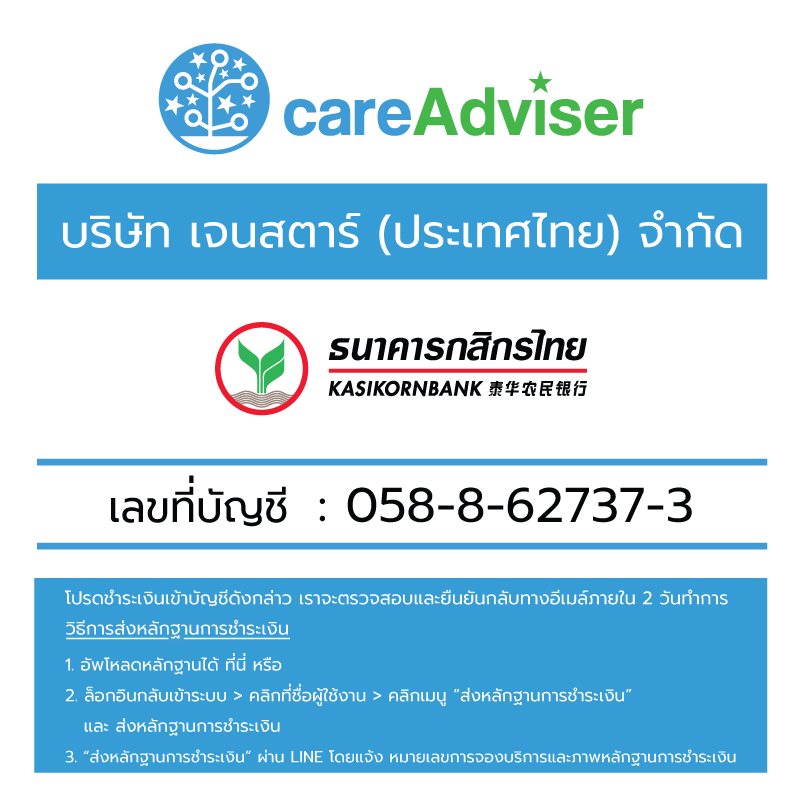 careAdviser
บริษัท เจนสตาร์ (ประเทศไทย) จำกัด
ธนาคารกสิกรไทย
KASIKORNBANK 泰华农民银行
เลขที่บัญชี : 058-8-62737-3
โปรดชำระเงินเข้าบัญชีดังกล่าว เราจะตรวจสอบและยืนยันกลับทางอีเมล์ภายใน 2 วันทำการ
วิธีการส่งหลักฐานการชำระเงิน
1. อัพโหลดหลักฐานได้ ที่นี่ หรือ
2. ล็อกอินกลับเข้าระบบ > คลิกที่ชื่อผู้ใช้งาน > คลิกเมนู “ส่งหลักฐานการชำระเงิน”
และ ส่งหลักฐานการชำระเงิน
3. “ส่งหลักฐานการชำระเงิน” ผ่าน LINE โดยแจ้ง หมายเลขการจองบริการและภาพหลักฐานการชำระเงิน